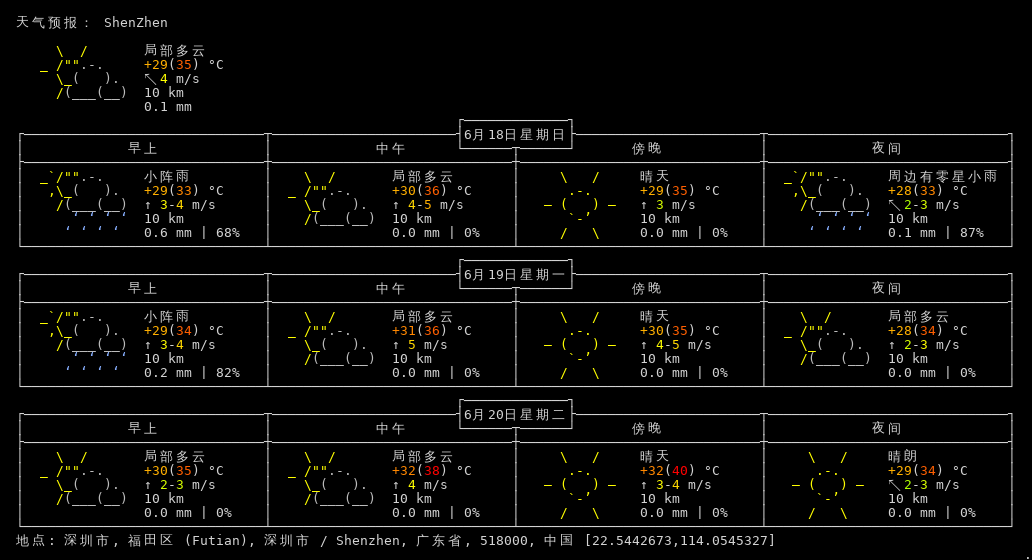 天气预报： ShenZhen
局部多云
+29(35) °C
↖ 4 m/s
10 km
0.1 mm
6月18日星期日
早上 中午 傍晚 夜间
小阵雨 局部多云 晴天 周边有零星小雨
+29(33) °C +30(36) °C +29(35) °C +28(33) °C
↑ 3-4 m/s ↑ 4-5 m/s ↑ 3 m/s ↖ 2-3 m/s
10 km 10 km 10 km 10 km
0.6 mm | 68% 0.0 mm | 0% 0.0 mm | 0% 0.1 mm | 87%
6月19日星期一
早上 中午 傍晚 夜间
小阵雨 局部多云 晴天 局部多云
+29(34) °C +31(36) °C +30(35) °C +28(34) °C
↑ 3-4 m/s ↑ 5 m/s ↑ 4-5 m/s ↑ 2-3 m/s
10 km 10 km 10 km 10 km
0.2 mm | 82% 0.0 mm | 0% 0.0 mm | 0% 0.0 mm | 0%
6月20日星期二
早上 中午 傍晚 夜间
局部多云 局部多云 晴天 晴朗
+30(35) °C +32(38) °C +32(40) °C +29(34) °C
↑ 2-3 m/s ↑ 4 m/s ↑ 3-4 m/s ↖ 2-3 m/s
10 km 10 km 10 km 10 km
0.0 mm | 0% 0.0 mm | 0% 0.0 mm | 0% 0.0 mm | 0%
地点: 深圳市, 福田区 (Futian), 深圳市 / Shenzhen, 广东省, 518000, 中国 [22.5442673,114.0545327]